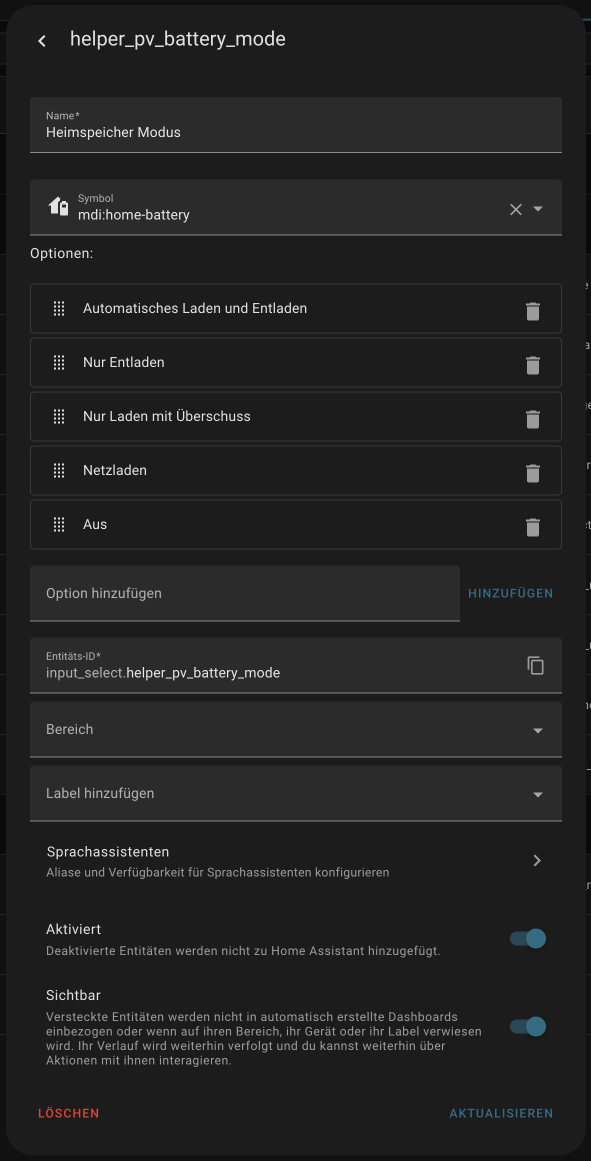 helper_pv_battery_mode
Name*
Heimspeicher Modus
Symbol
mdi:home-battery
Optionen:
Automatisches Laden und Entladen
Nur Entladen
Nur Laden mit Überschuss
Netzladen
Aus
Option hinzufügen
HINZUFÜGEN
Entitäts-ID*
input_select.helper_pv_battery_mode
Bereich
Label hinzufügen
Sprachassistenten
Aliase und Verfügbarkeit für Sprachassistenten konfigurieren
Aktiviert
Deaktivierte Entitäten werden nicht zu Home Assistant hinzugefügt.
Sichtbar
Versteckte Entitäten werden nicht in automatisch erstellte Dashboards
einbezogen oder wenn auf ihren Bereich, ihr Gerät oder ihr Label verwiesen
wird. Ihr Verlauf wird weiterhin verfolgt und du kannst weiterhin über
Aktionen mit ihnen interagieren.
LÖSCHEN
AKTUALISIEREN